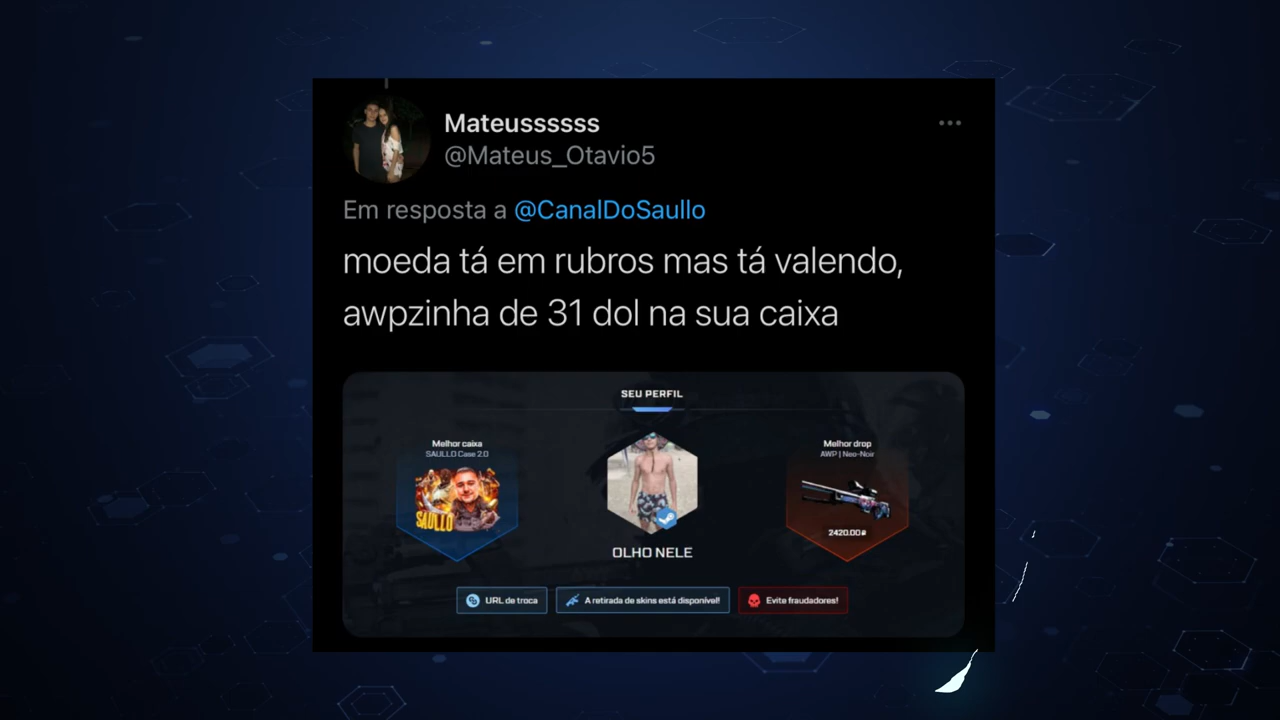 Mateussssss
@Mateus_Otavio5
Em resposta a @CanalDoSaullo
moeda tá em rubros mas tá valendo,
awpzinha de 31 dol na sua caixa
SEU PERFIL
Melhor caixa
SAULLO Case 2.0
SAULLO
OLHO NELE
Melhor drop
AWP | Neo-Noir
2420.00₽
URL de troca
A retirada de skins está disponível!
Evite fraudadores!